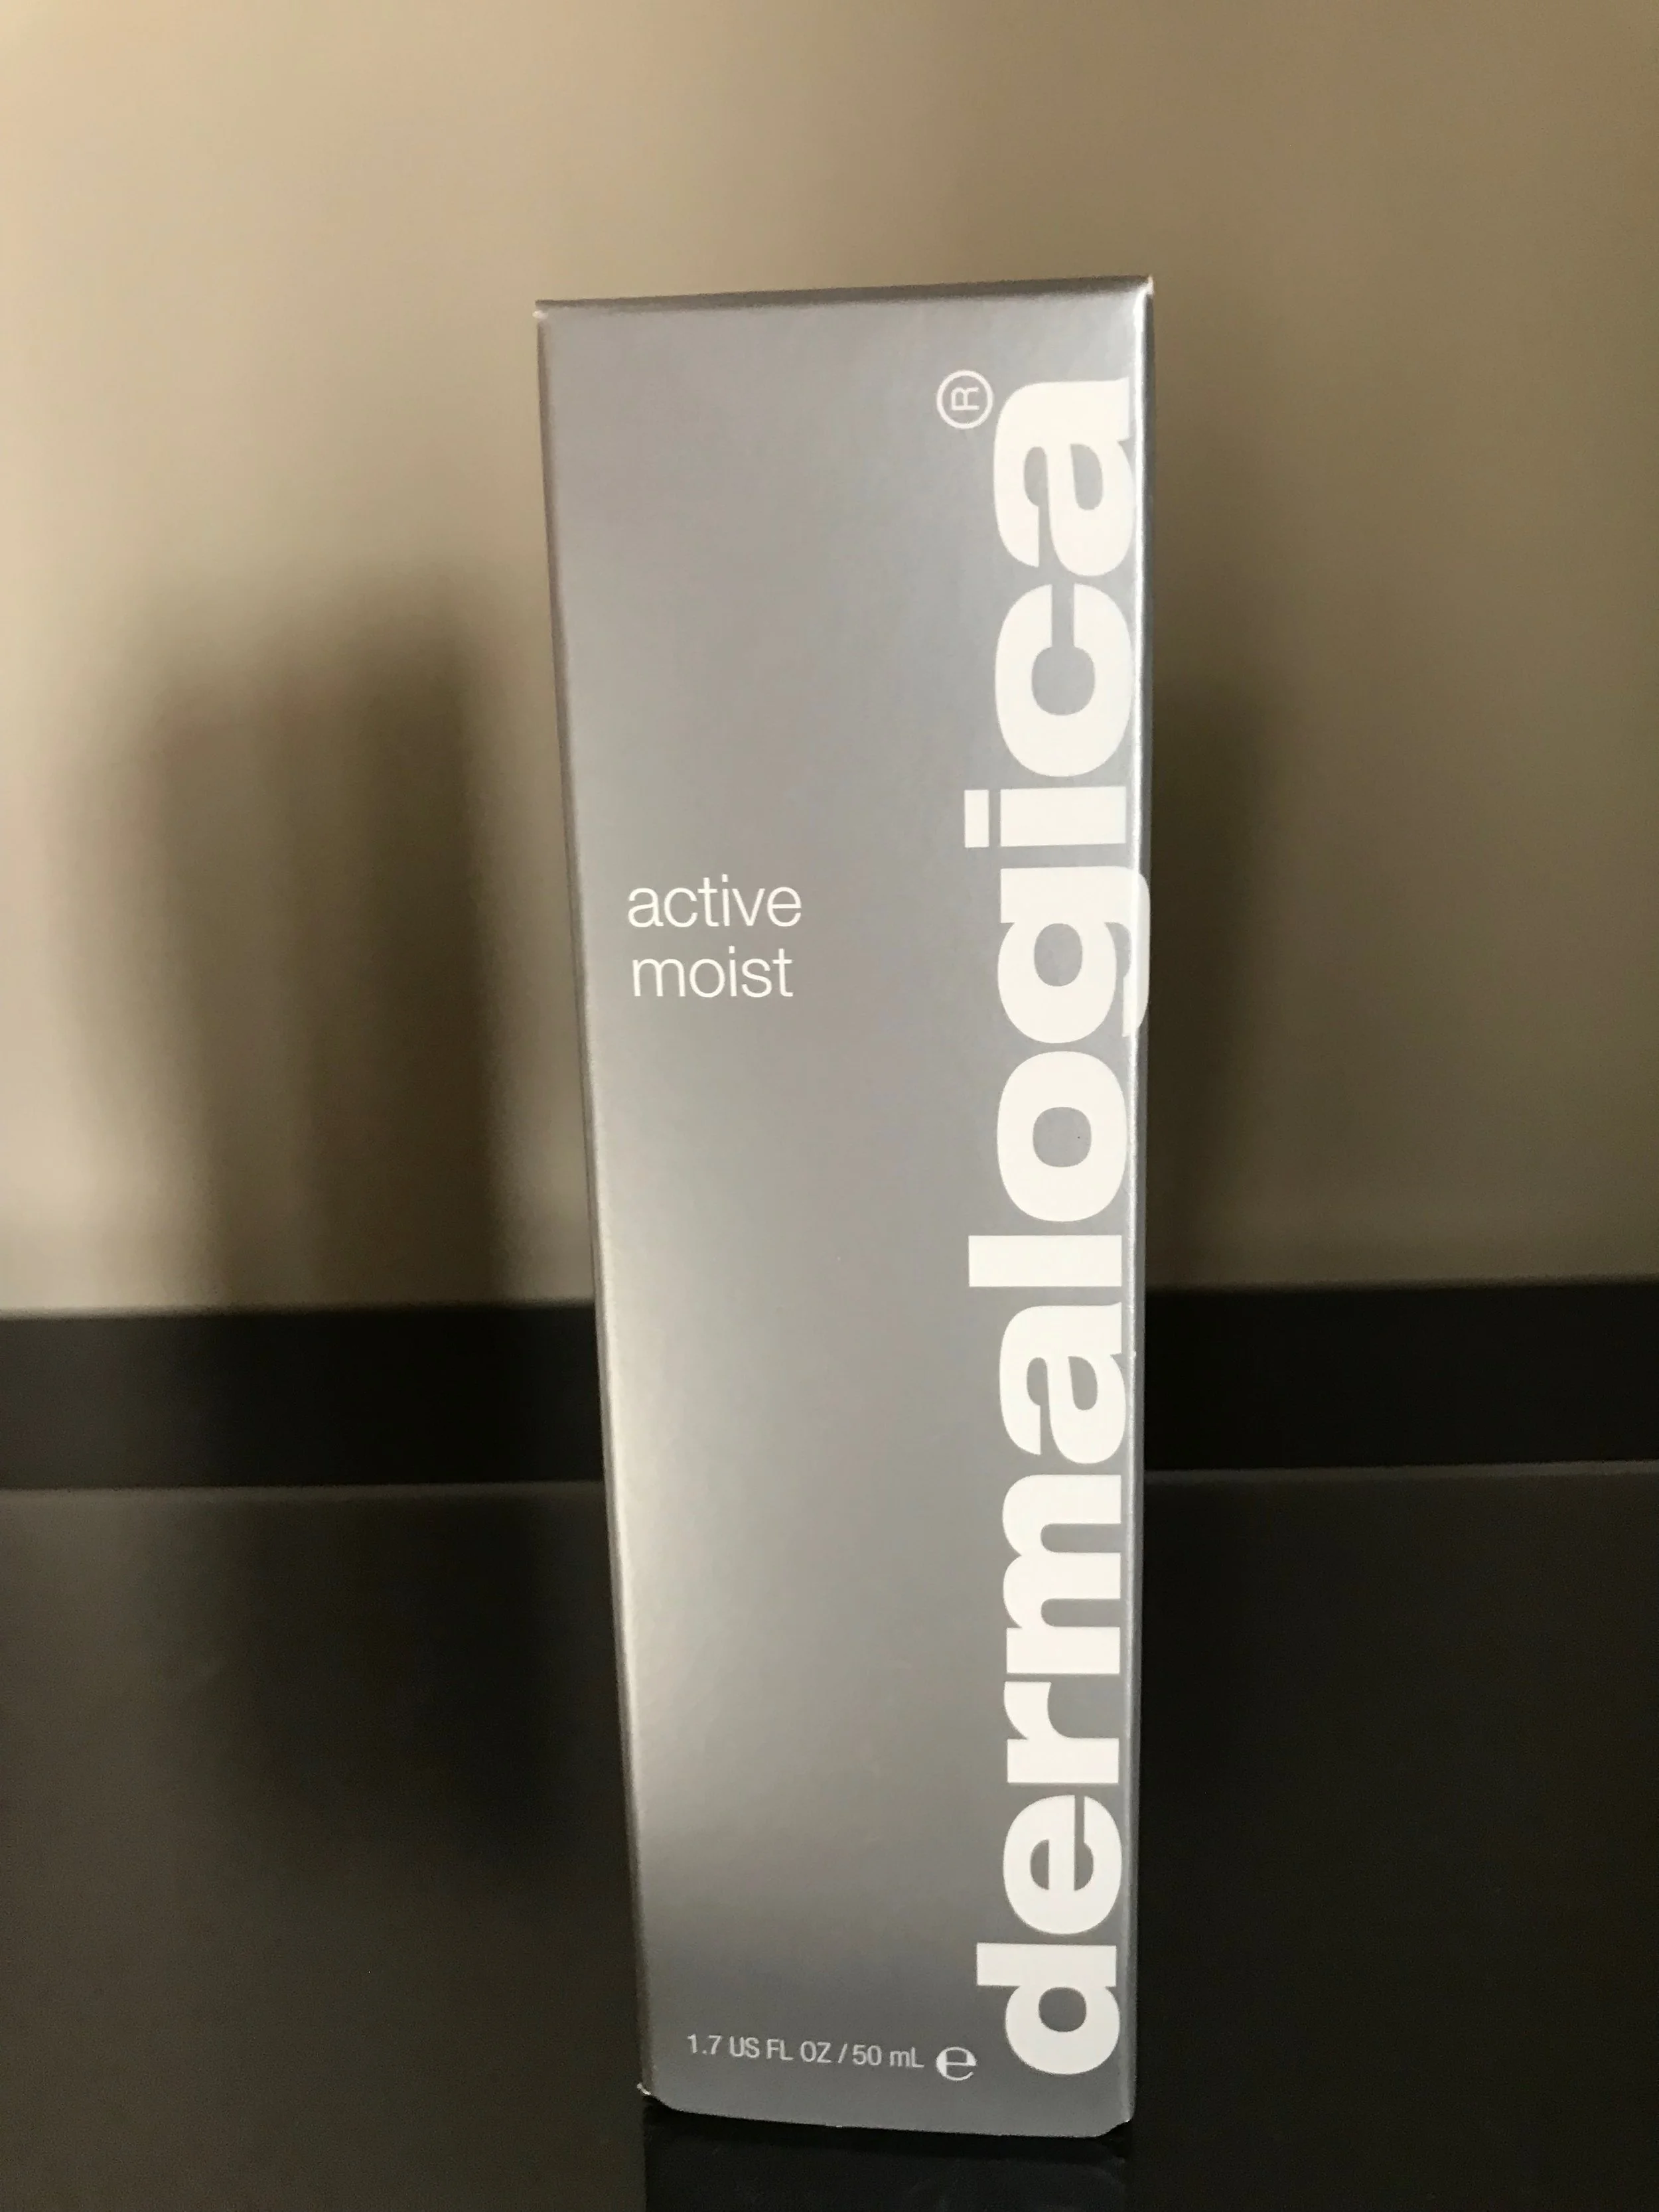 active
moist
dermalogica®
1.7 US FL OZ / 50 mL ℮